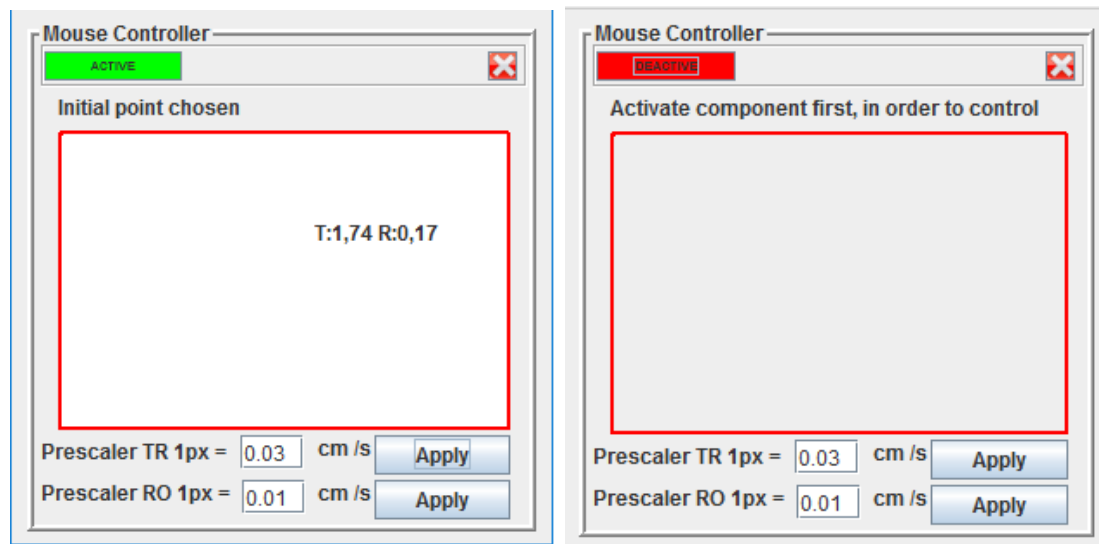 Mouse Controller
ACTIVE
Initial point chosen
T:1,74 R:0,17
Prescaler TR 1px = 0.03 cm /s Apply
Prescaler RO 1px = 0.01 cm /s Apply
Mouse Controller
DEACTIVE
Activate component first, in order to control
Prescaler TR 1px = 0.03 cm /s Apply
Prescaler RO 1px = 0.01 cm /s Apply